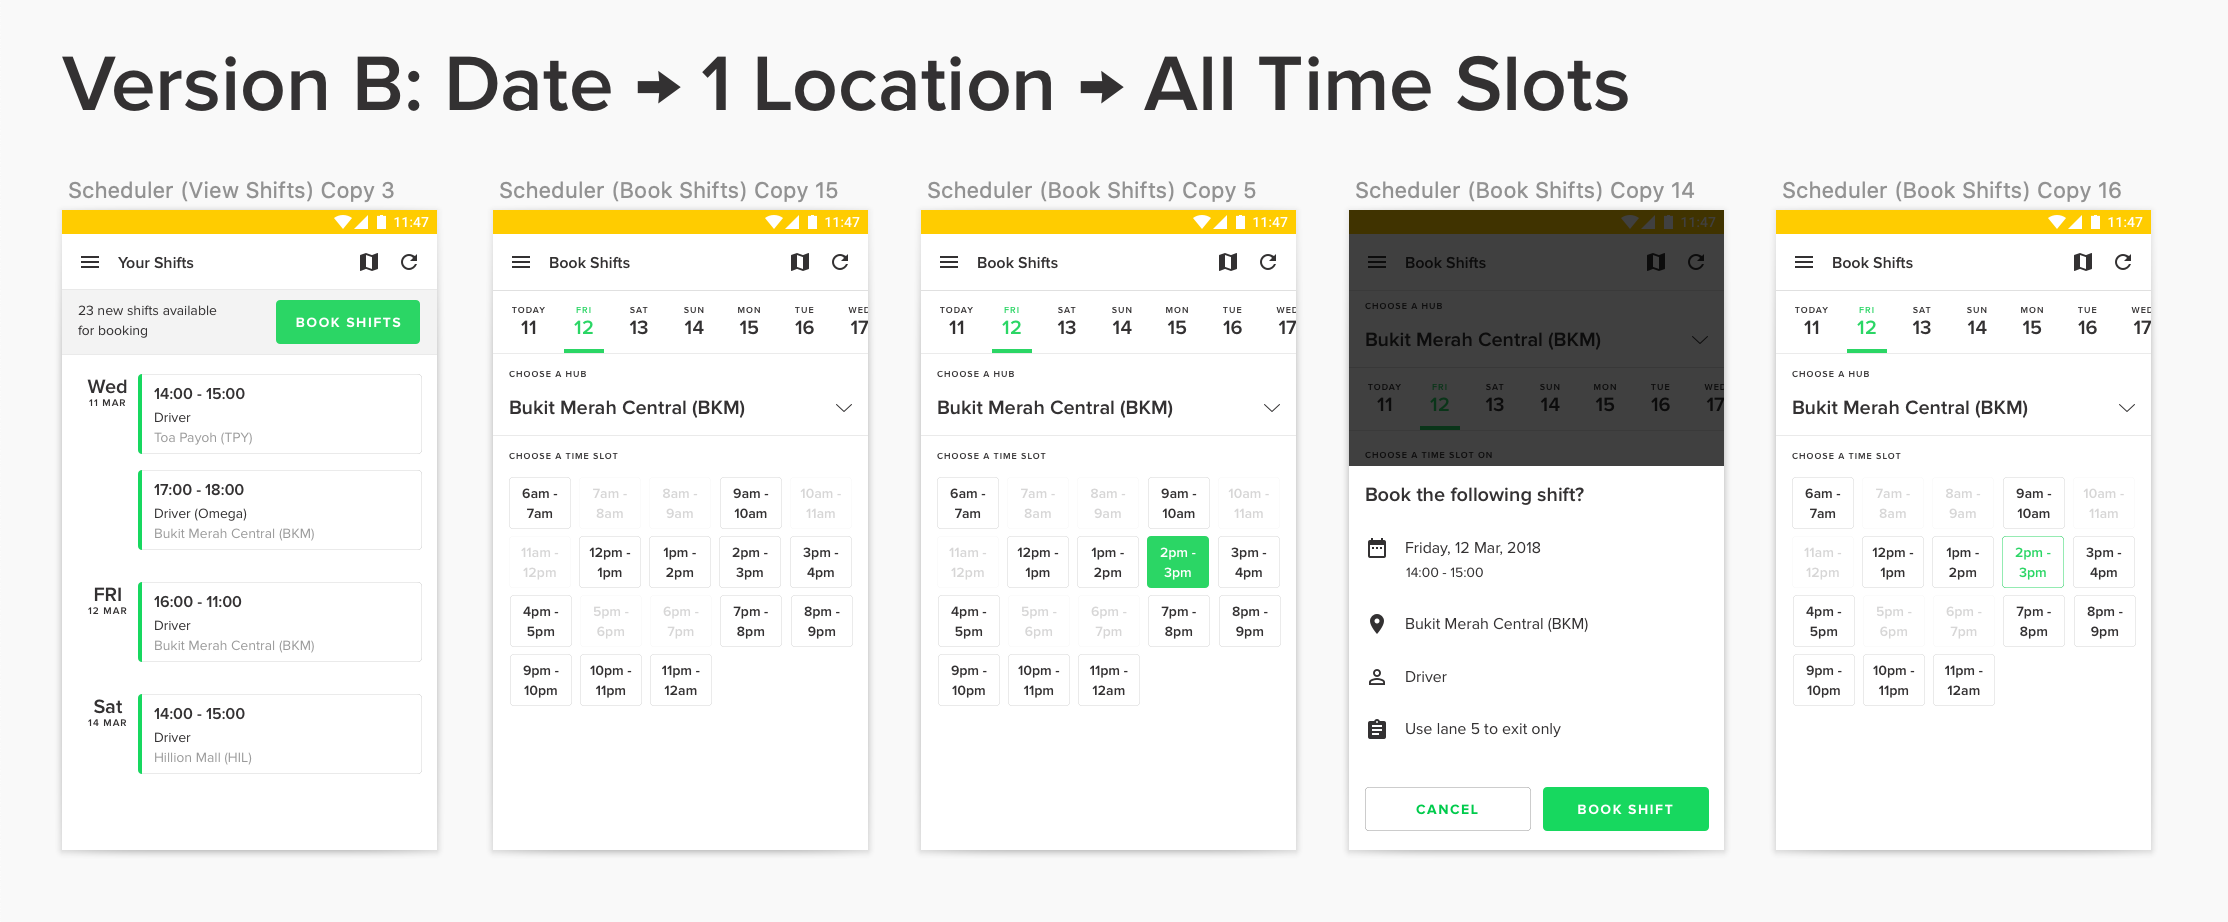 Version B: Date → 1 Location → All Time Slots
Scheduler (View Shifts) Copy 3
11:47
Your Shifts
23 new shifts available
for booking
BOOK SHIFTS
Wed
11 MAR
14:00 - 15:00
Driver
Toa Payoh (TPY)
17:00 - 18:00
Driver (Omega)
Bukit Merah Central (BKM)
FRI
12 MAR
16:00 - 11:00
Driver
Bukit Merah Central (BKM)
Sat
14 MAR
14:00 - 15:00
Driver
Hillion Mall (HIL)
Scheduler (Book Shifts) Copy 15
11:47
Book Shifts
TODAY FRI SAT SUN MON TUE WED
11 12 13 14 15 16 17
CHOOSE A HUB
Bukit Merah Central (BKM)
CHOOSE A TIME SLOT
6am - 7am - 8am - 9am - 10am -
7am 8am 9am 10am 11am
11am - 12pm - 1pm - 2pm - 3pm -
12pm 1pm 2pm 3pm 4pm
4pm - 5pm - 6pm - 7pm - 8pm -
5pm 6pm 7pm 8pm 9pm
9pm - 10pm - 11pm -
10pm 11pm 12am
Scheduler (Book Shifts) Copy 5
11:47
Book Shifts
TODAY FRI SAT SUN MON TUE WED
11 12 13 14 15 16 17
CHOOSE A HUB
Bukit Merah Central (BKM)
CHOOSE A TIME SLOT
6am - 7am - 8am - 9am - 10am -
7am 8am 9am 10am 11am
11am - 12pm - 1pm - 2pm - 3pm -
12pm 1pm 2pm 3pm 4pm
4pm - 5pm - 6pm - 7pm - 8pm -
5pm 6pm 7pm 8pm 9pm
9pm - 10pm - 11pm -
10pm 11pm 12am
Scheduler (Book Shifts) Copy 14
11:47
Book Shifts
CHOOSE A HUB
Bukit Merah Central (BKM)
TODAY FRI SAT SUN MON TUE WED
11 12 13 14 15 16 17
CHOOSE A TIME SLOT ON
Book the following shift?
Friday, 12 Mar, 2018
14:00 - 15:00
Bukit Merah Central (BKM)
Driver
Use lane 5 to exit only
CANCEL
BOOK SHIFT
Scheduler (Book Shifts) Copy 16
11:47
Book Shifts
TODAY FRI SAT SUN MON TUE WED
11 12 13 14 15 16 17
CHOOSE A HUB
Bukit Merah Central (BKM)
CHOOSE A TIME SLOT
6am - 7am - 8am - 9am - 10am -
7am 8am 9am 10am 11am
11am - 12pm - 1pm - 2pm - 3pm -
12pm 1pm 2pm 3pm 4pm
4pm - 5pm - 6pm - 7pm - 8pm -
5pm 6pm 7pm 8pm 9pm
9pm - 10pm - 11pm -
10pm 11pm 12am